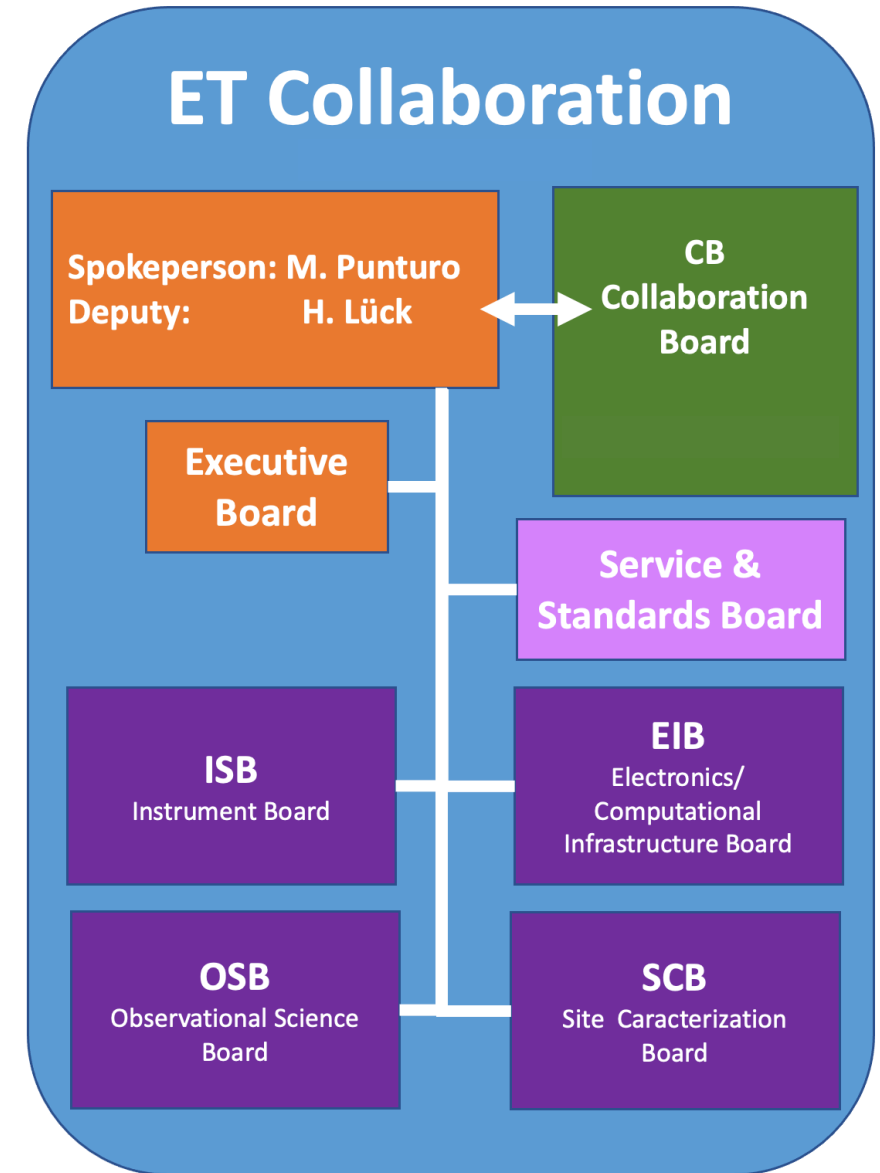 ET Collaboration
Spokeperson: M. Punturo
Deputy: H. Lück
CB
Collaboration
Board
Executive
Board
Service &
Standards Board
ISB
Instrument Board
EIB
Electronics/
Computational
Infrastructure Board
OSB
Observational Science
Board
SCB
Site Caracterization
Board